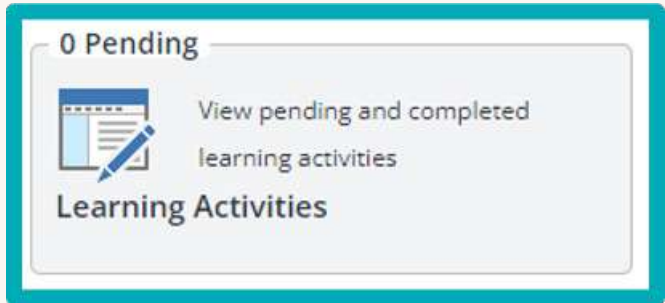 0 Pending
View pending and completed
learning activities
Learning Activities